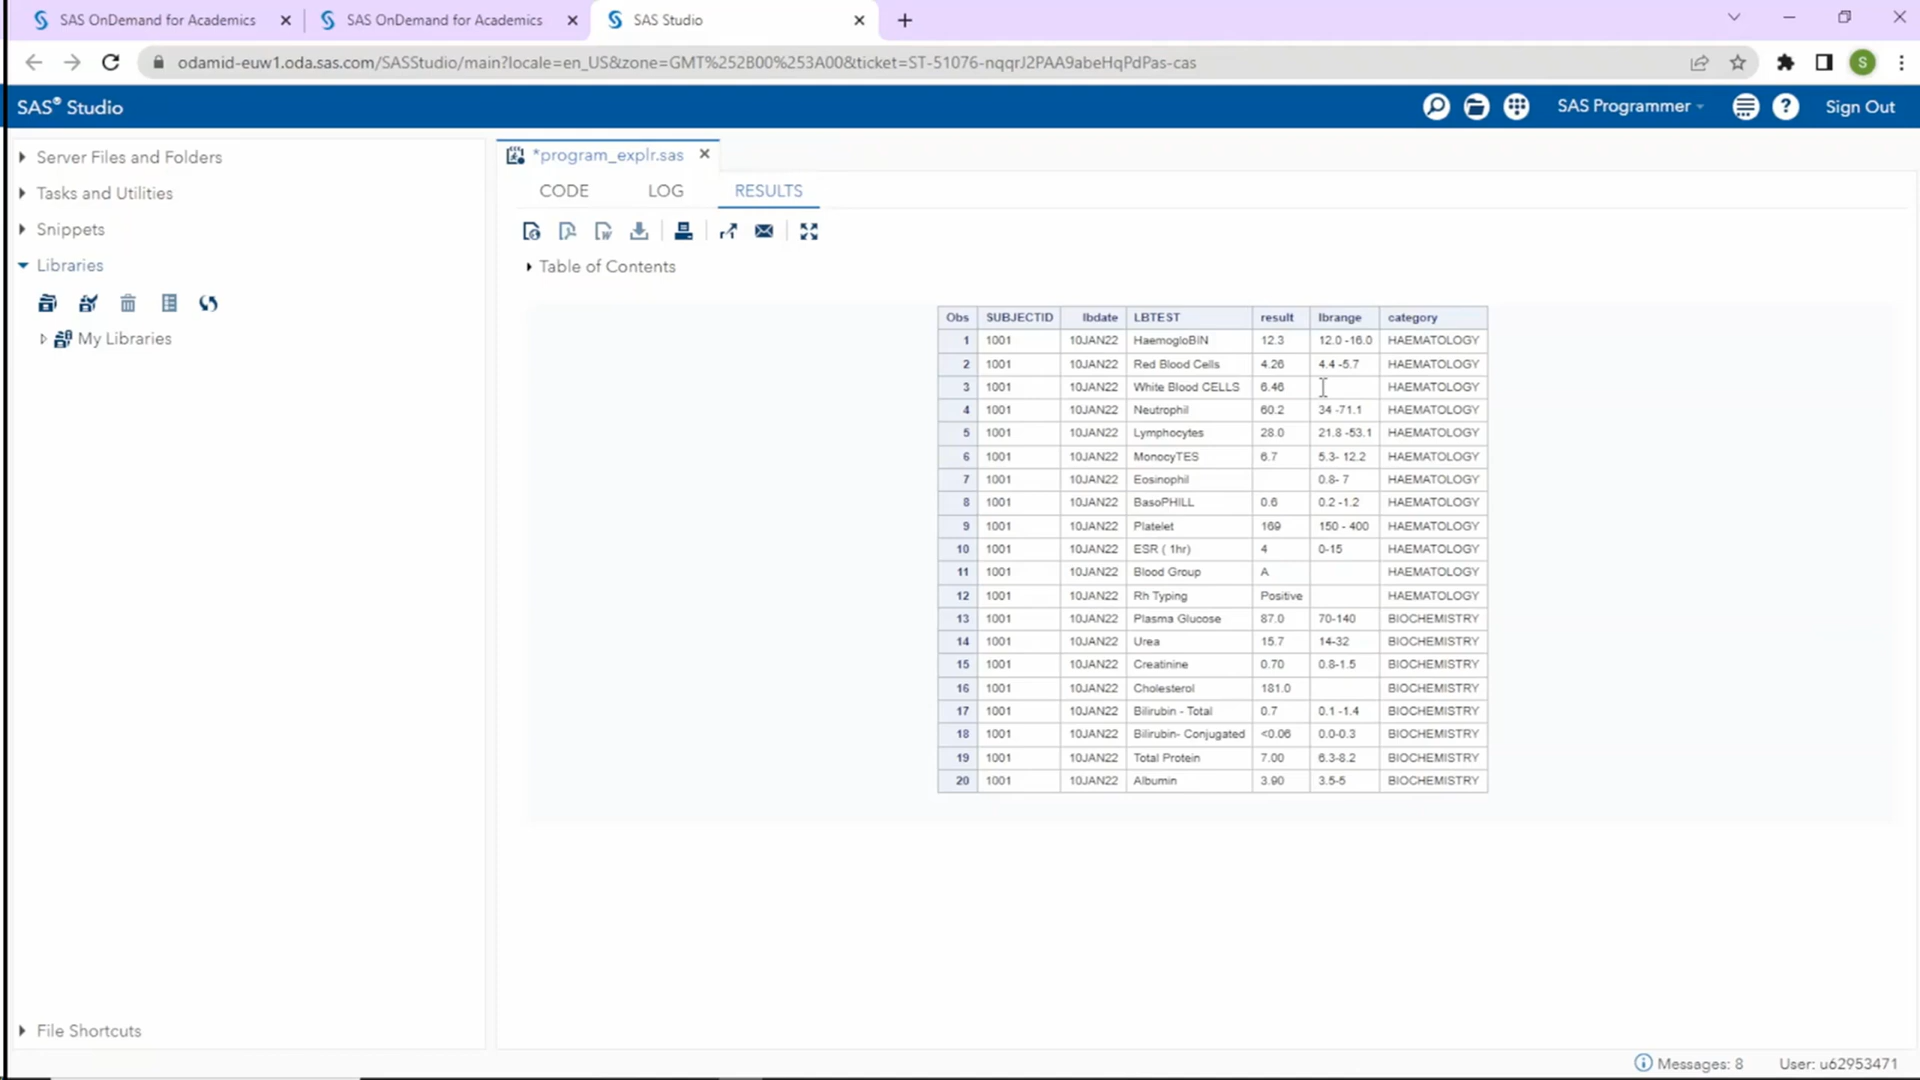 SAS OnDemand for Academics
SAS OnDemand for Academics
SAS Studio
odamid-euw1.oda.sas.com/SASStudio/main?locale=en_US&zone=GMT%252B00%253A00&ticket=ST-51076-nqqrJ2PAA9abeHqPdPas-cas
S
SAS® Studio
SAS Programmer
Sign Out
Server Files and Folders
Tasks and Utilities
Snippets
Libraries
My Libraries
File Shortcuts
*program_explr.sas
CODE LOG RESULTS
Table of Contents
Obs SUBJECTID lbdate LBTEST result lbrange category
1 1001 10JAN22 HaemogloBIN 12.3 12.0 -16.0 HAEMATOLOGY
2 1001 10JAN22 Red Blood Cells 4.26 4.4 -5.7 HAEMATOLOGY
3 1001 10JAN22 White Blood CELLS 6.46 HAEMATOLOGY
4 1001 10JAN22 Neutrophil 60.2 34 -71.1 HAEMATOLOGY
5 1001 10JAN22 Lymphocytes 28.0 21.8 -53.1 HAEMATOLOGY
6 1001 10JAN22 MonocyTES 6.7 5.3- 12.2 HAEMATOLOGY
7 1001 10JAN22 Eosinophil 0.8- 7 HAEMATOLOGY
8 1001 10JAN22 BasoPHILL 0.6 0.2 -1.2 HAEMATOLOGY
9 1001 10JAN22 Platelet 169 150 - 400 HAEMATOLOGY
10 1001 10JAN22 ESR ( 1hr) 4 0-15 HAEMATOLOGY
11 1001 10JAN22 Blood Group A HAEMATOLOGY
12 1001 10JAN22 Rh Typing Positive HAEMATOLOGY
13 1001 10JAN22 Plasma Glucose 87.0 70-140 BIOCHEMISTRY
14 1001 10JAN22 Urea 15.7 14-32 BIOCHEMISTRY
15 1001 10JAN22 Creatinine 0.70 0.8-1.5 BIOCHEMISTRY
16 1001 10JAN22 Cholesterol 181.0 BIOCHEMISTRY
17 1001 10JAN22 Bilirubin - Total 0.7 0.1 -1.4 BIOCHEMISTRY
18 1001 10JAN22 Bilirubin- Conjugated <0.06 0.0-0.3 BIOCHEMISTRY
19 1001 10JAN22 Total Protein 7.00 6.3-8.2 BIOCHEMISTRY
20 1001 10JAN22 Albumin 3.90 3.5-5 BIOCHEMISTRY
Messages: 8 User: u62953471